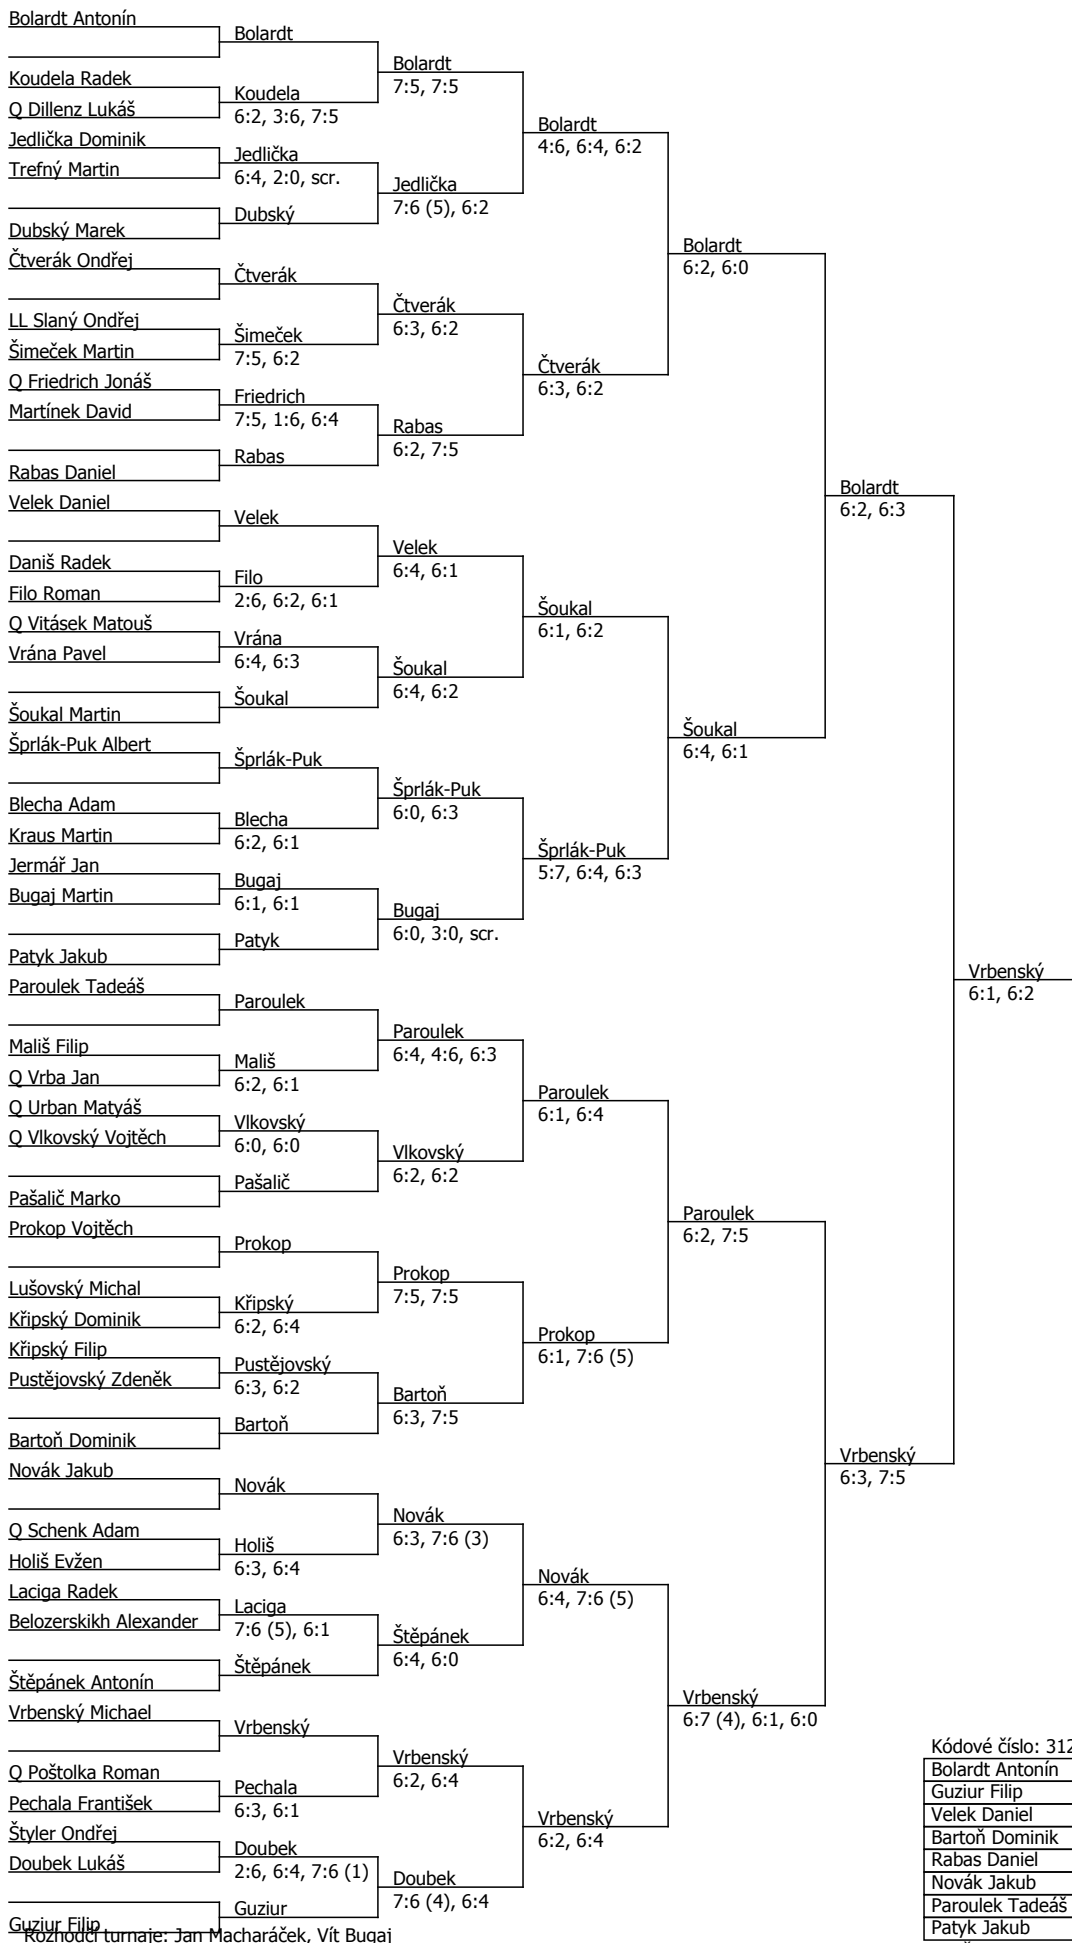 Bolardt Antonín
Bolardt
Bolardt
7:5, 7:5
Koudela Radek
Koudela
Q Dillenz Lukáš
6:2, 3:6, 7:5
Bolardt
4:6, 6:4, 6:2
Jedlička Dominik
Jedlička
Trefný Martin
6:4, 2:0, scr.
Jedlička
7:6 (5), 6:2
Dubský
Dubský Marek
Bolardt
6:2, 6:0
Čtverák Ondřej
Čtverák
Čtverák
6:3, 6:2
LL Slaný Ondřej
Šimeček
Šimeček Martin
7:5, 6:2
Čtverák
6:3, 6:2
Q Friedrich Jonáš
Friedrich
Martínek David
7:5, 1:6, 6:4
Rabas
6:2, 7:5
Rabas
Rabas Daniel
Bolardt
6:2, 6:3
Velek Daniel
Velek
Velek
6:4, 6:1
Daniš Radek
Filo
Filo Roman
2:6, 6:2, 6:1
Šoukal
6:1, 6:2
Q Vitásek Matouš
Vrána
Vrána Pavel
6:4, 6:3
Šoukal
6:4, 6:2
Šoukal
Šoukal Martin
Šoukal
6:4, 6:1
Šprlák-Puk Albert
Šprlák-Puk
Šprlák-Puk
6:0, 6:3
Blecha Adam
Blecha
Kraus Martin
6:2, 6:1
Šprlák-Puk
5:7, 6:4, 6:3
Jermář Jan
Bugaj
Bugaj Martin
6:1, 6:1
Bugaj
6:0, 3:0, scr.
Patyk
Patyk Jakub
Vrbenský
6:1, 6:2
Paroulek Tadeáš
Paroulek
Paroulek
6:4, 4:6, 6:3
Mališ Filip
Mališ
Q Vrba Jan
6:2, 6:1
Paroulek
6:1, 6:4
Q Urban Matyáš
Vlkovský
Q Vlkovský Vojtěch
6:0, 6:0
Vlkovský
6:2, 6:2
Pašalič
Pašalič Marko
Paroulek
6:2, 7:5
Prokop Vojtěch
Prokop
Prokop
7:5, 7:5
Lušovský Michal
Křipský
Křipský Dominik
6:2, 6:4
Prokop
6:1, 7:6 (5)
Křipský Filip
Pustějovský
Pustějovský Zdeněk
6:3, 6:2
Bartoň
6:3, 7:5
Bartoň
Bartoň Dominik
Vrbenský
6:3, 7:5
Novák Jakub
Novák
Novák
6:3, 7:6 (3)
Q Schenk Adam
Holiš
Holiš Evžen
6:3, 6:4
Novák
6:4, 7:6 (5)
Laciga Radek
Laciga
Belozerskikh Alexander
7:6 (5), 6:1
Štěpánek
6:4, 6:0
Štěpánek
Štěpánek Antonín
Vrbenský
6:7 (4), 6:1, 6:0
Vrbenský Michael
Vrbenský
Vrbenský
6:2, 6:4
Q Poštolka Roman
Pechala
Pechala František
6:3, 6:1
Vrbenský
6:2, 6:4
Štyler Ondřej
Doubek
Doubek Lukáš
2:6, 6:4, 7:6 (1)
Doubek
7:6 (4), 6:4
Guziur
Guziur Filip
Rozhodčí turnaje: Jan Macharáček, Vít Bugaj
Kódové číslo: 312
Bolardt Antonín
Guziur Filip
Velek Daniel
Bartoň Dominik
Rabas Daniel
Novák Jakub
Paroulek Tadeáš
Patyk Jakub